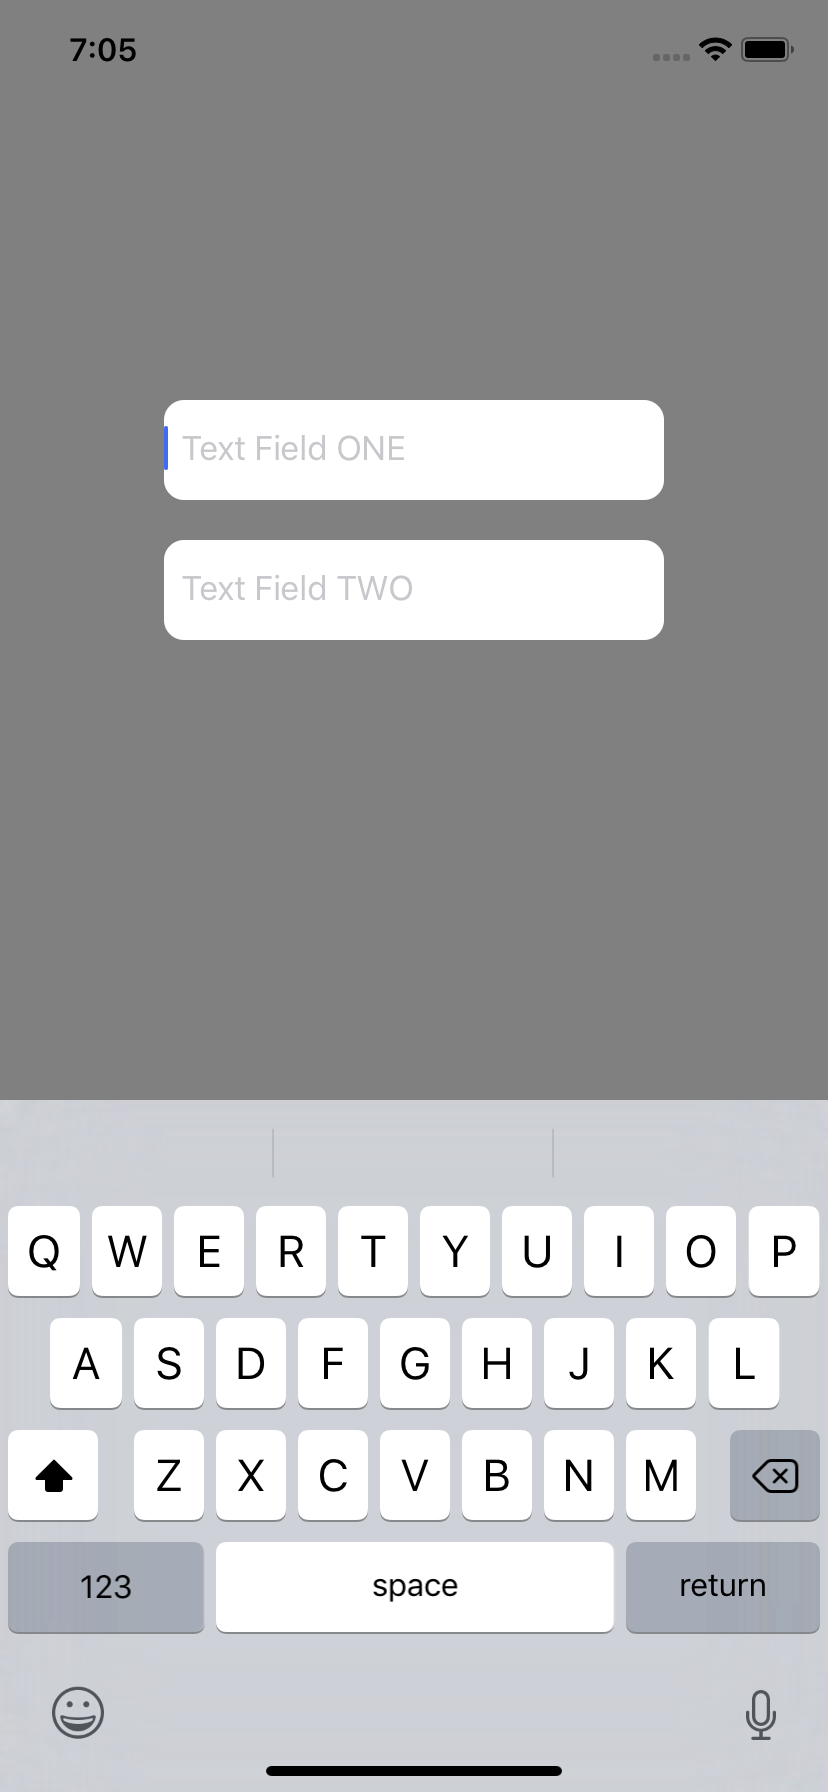 7:05
Text Field ONE
Text Field TWO
Q W E R T Y U I O P
A S D F G H J K L
Z X C V B N M
123 space return